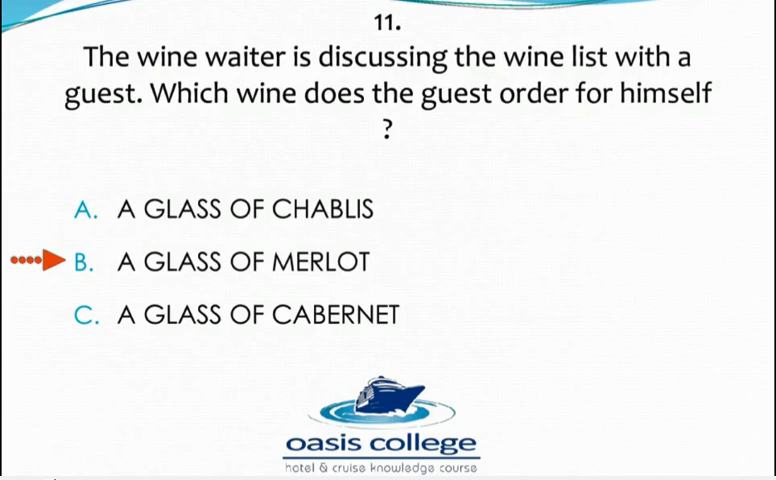 11.
The wine waiter is discussing the wine list with a
guest. Which wine does the guest order for himself
?
A. A GLASS OF CHABLIS
B. A GLASS OF MERLOT
C. A GLASS OF CABERNET
oasis college
hotel & cruise knowledge course